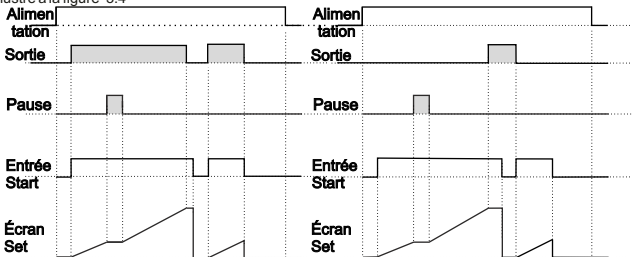 lustré à la figure 3.4
Alimen
tation
Sortie
Pause
Entrée
Start
Écran
Set
Alimen
tation
Sortie
Pause
Entrée
Start
Écran
Set